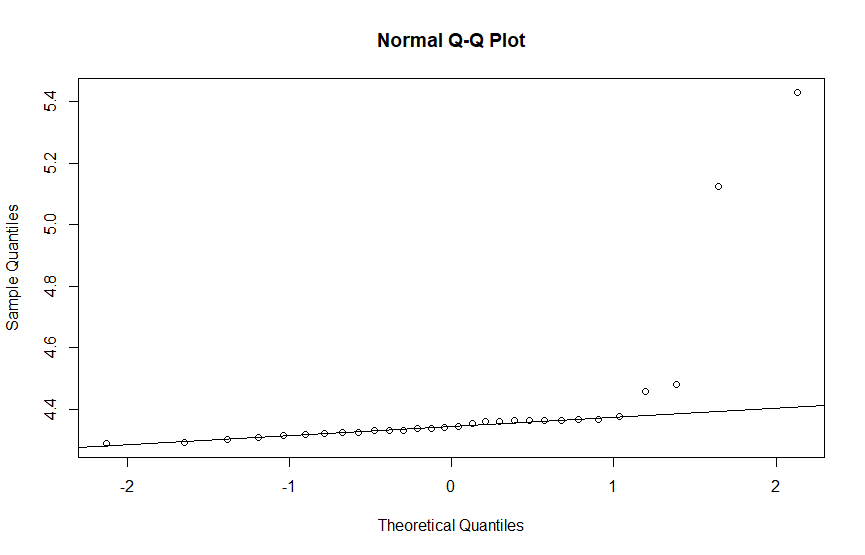 Normal Q-Q Plot
5.4
5.2
5.0
4.8
4.6
4.4
Sample Quantiles
-2 -1 0 1 2
Theoretical Quantiles